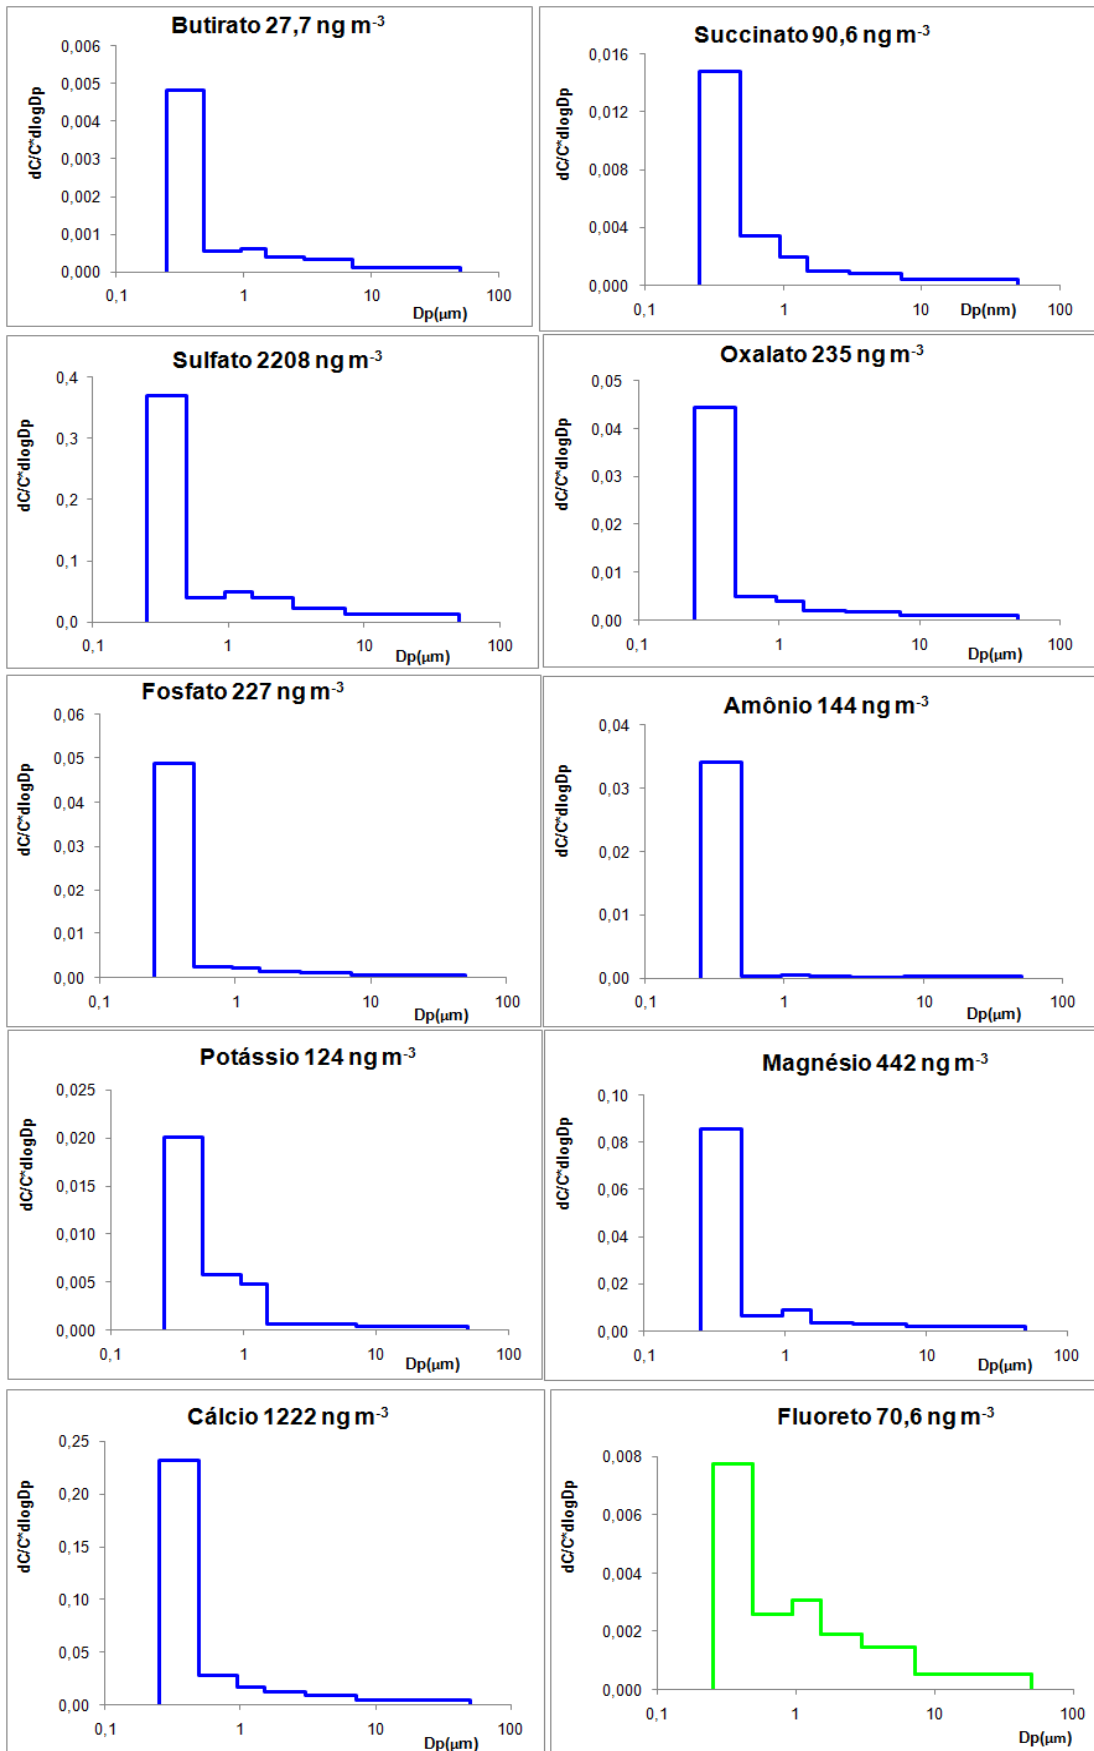 Butirato 27,7 ng m-3
dC/C*dlogDp
0,006
0,005
0,004
0,003
0,002
0,001
0,000
0,1 1 10 100
Dp(μm)
Succinato 90,6 ng m-3
dC/C*dlogDp
0,016
0,012
0,008
0,004
0,000
0,1 1 10 100
Dp(nm)
Sulfato 2208 ng m-3
dC/C*dlogDp
0,4
0,3
0,2
0,1
0,0
0,1 1 10 100
Dp(μm)
Oxalato 235 ng m-3
dC/C*dlogDp
0,05
0,04
0,03
0,02
0,01
0,00
0,1 1 10 100
Dp(μm)
Fosfato 227 ng m-3
dC/C*dlogDp
0,06
0,05
0,04
0,03
0,02
0,01
0,00
0,1 1 10 100
Dp(μm)
Amônio 144 ng m-3
dC/C*dlogDp
0,04
0,03
0,02
0,01
0,00
0,1 1 10 100
Dp(μm)
Potássio 124 ng m-3
dC/C*dlogDp
0,025
0,020
0,015
0,010
0,005
0,000
0,1 1 10 100
Dp(μm)
Magnésio 442 ng m-3
dC/C*dlogDp
0,10
0,08
0,06
0,04
0,02
0,00
0,1 1 10 100
Dp(μm)
Cálcio 1222 ng m-3
dC/C*dlogDp
0,25
0,20
0,15
0,10
0,05
0,00
0,1 1 10 100
Dp(μm)
Fluoreto 70,6 ng m-3
dC/C*dlogDp
0,008
0,006
0,004
0,002
0,000
0,1 1 10 100
Dp(μm)